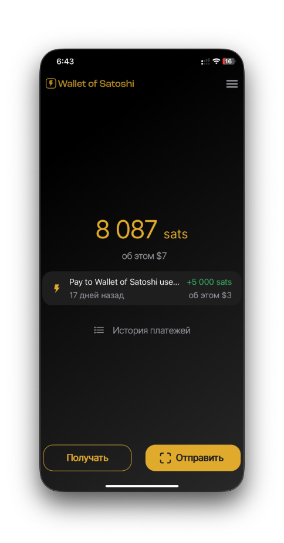 6:43
16
Wallet of Satoshi
8 087 sats
об этом $7
Pay to Wallet of Satoshi use... +5 000 sats
17 дней назад об этом $3
История платежей
Получать Отправить